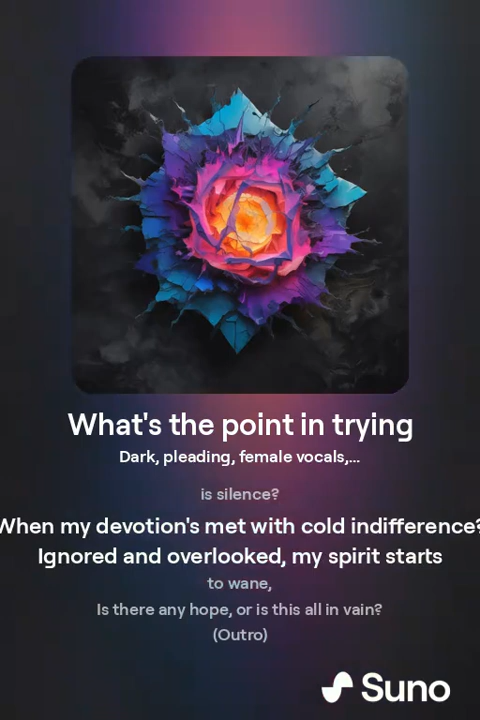 What's the point in trying
Dark, pleading, female vocals,...
is silence?
When my devotion's met with cold indifference?
Ignored and overlooked, my spirit starts
to wane,
Is there any hope, or is this all in vain?
(Outro)
Suno